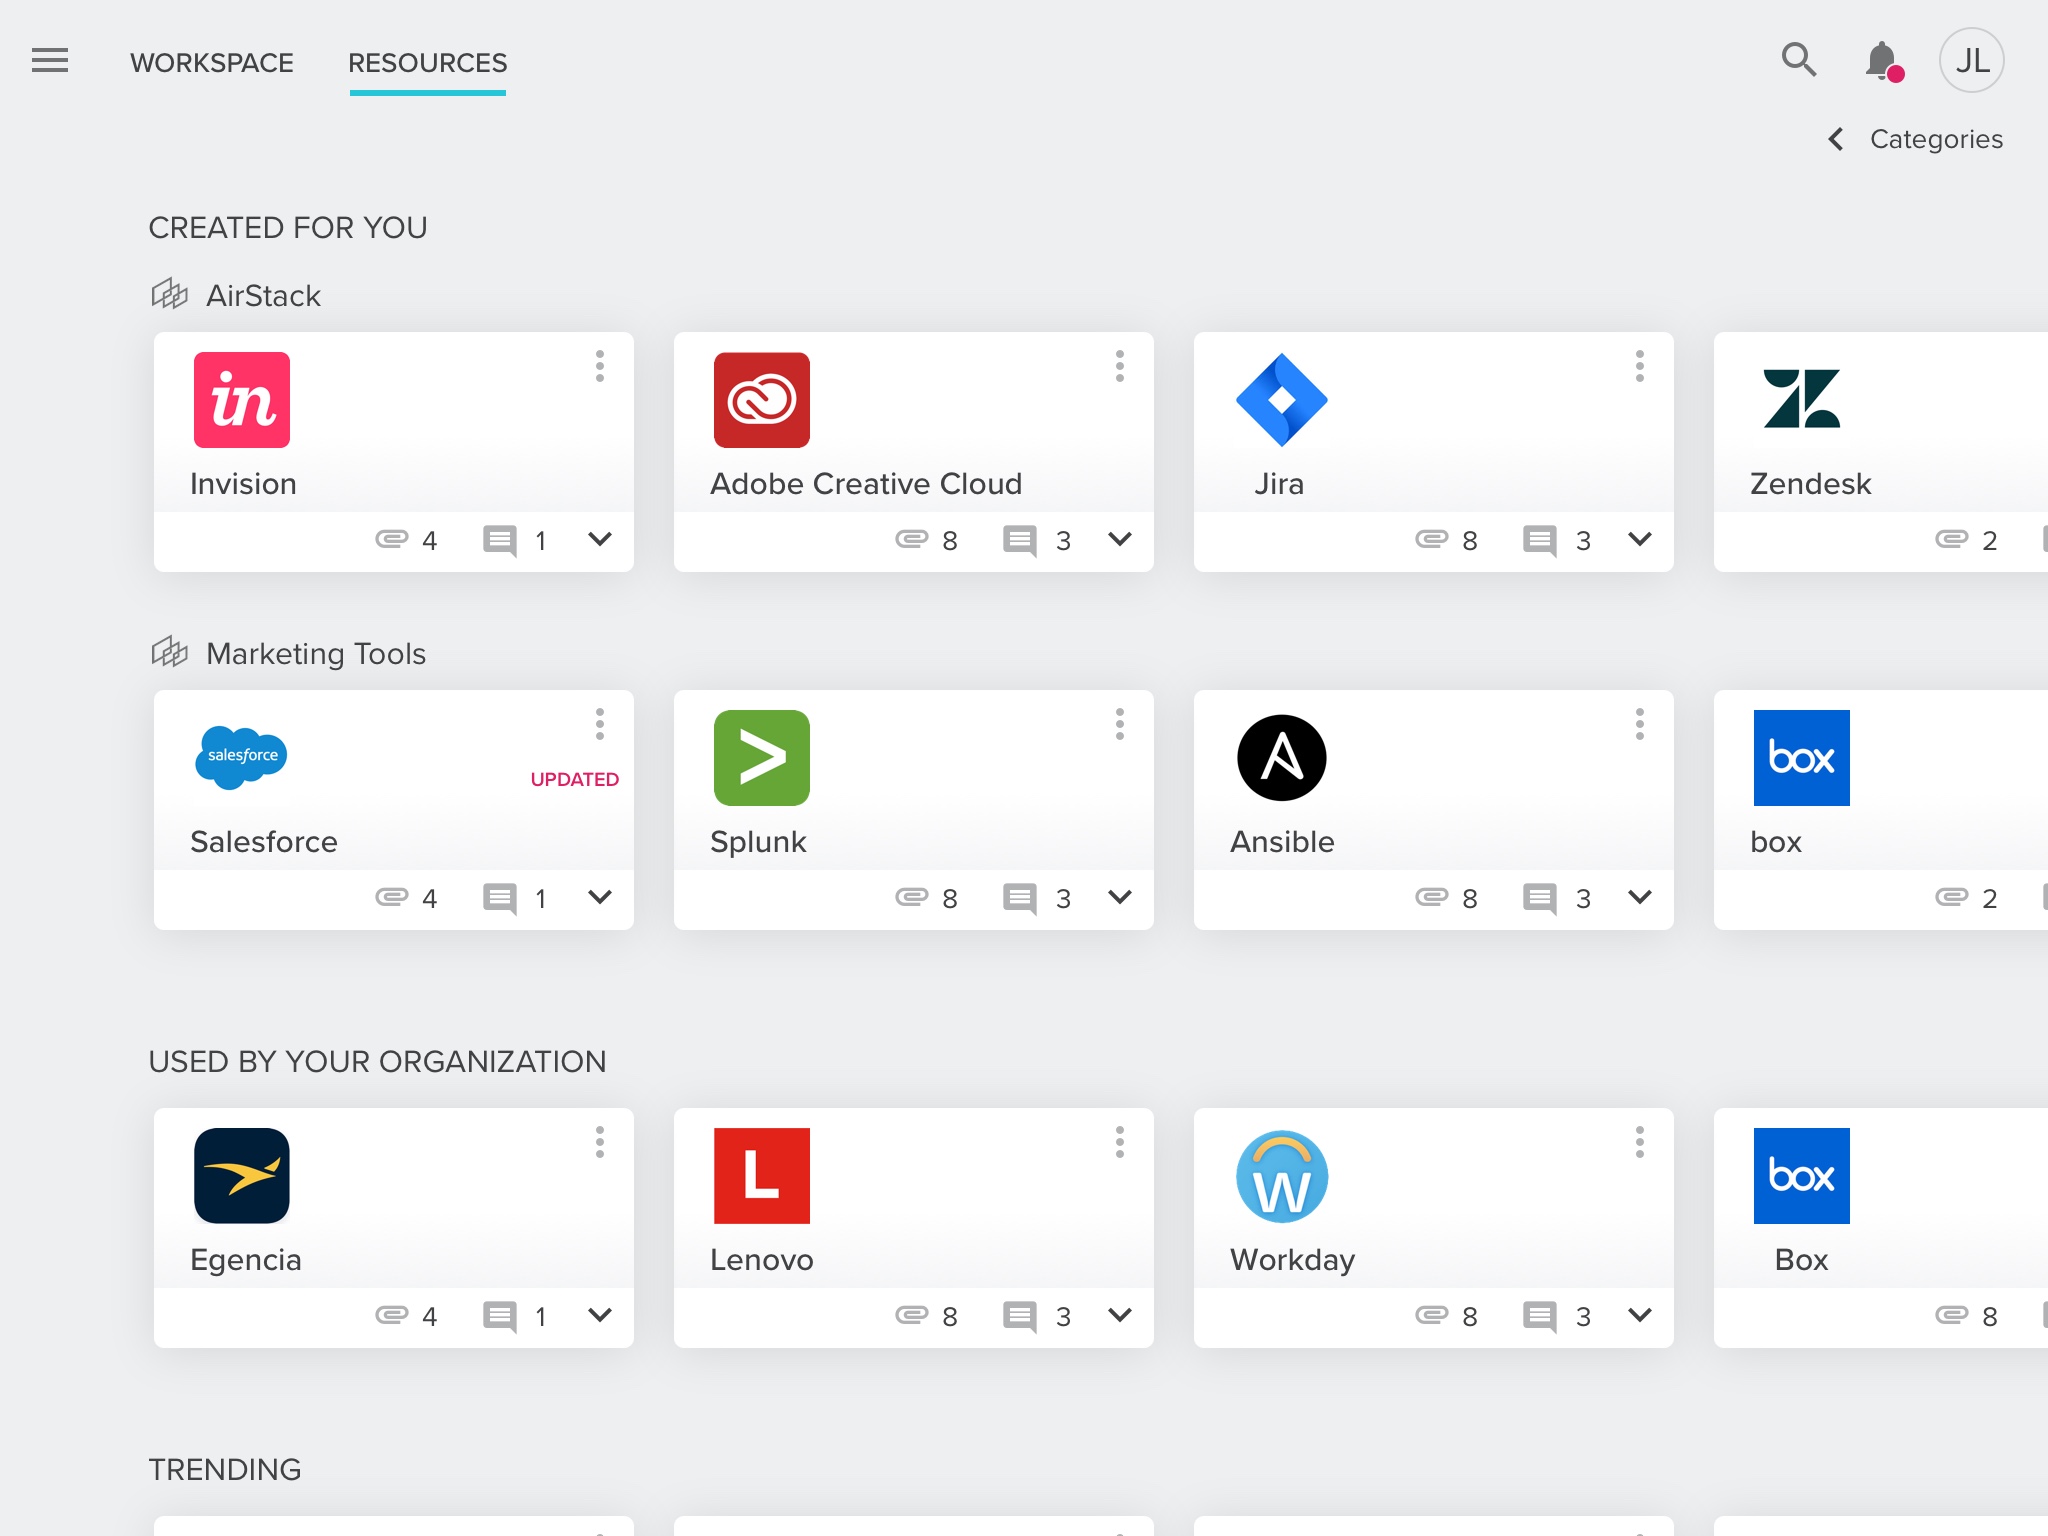 WORKSPACE RESOURCES JL
Categories
CREATED FOR YOU
AirStack
in
Invision
4 1
Adobe Creative Cloud
8 3
Jira
8 3
Zendesk
2
Marketing Tools
salesforce
UPDATED
Salesforce
4 1
>
Splunk
8 3
Ansible
8 3
box
box
2
USED BY YOUR ORGANIZATION
Egencia
4 1
L
Lenovo
8 3
W
Workday
8 3
box
Box
8
TRENDING